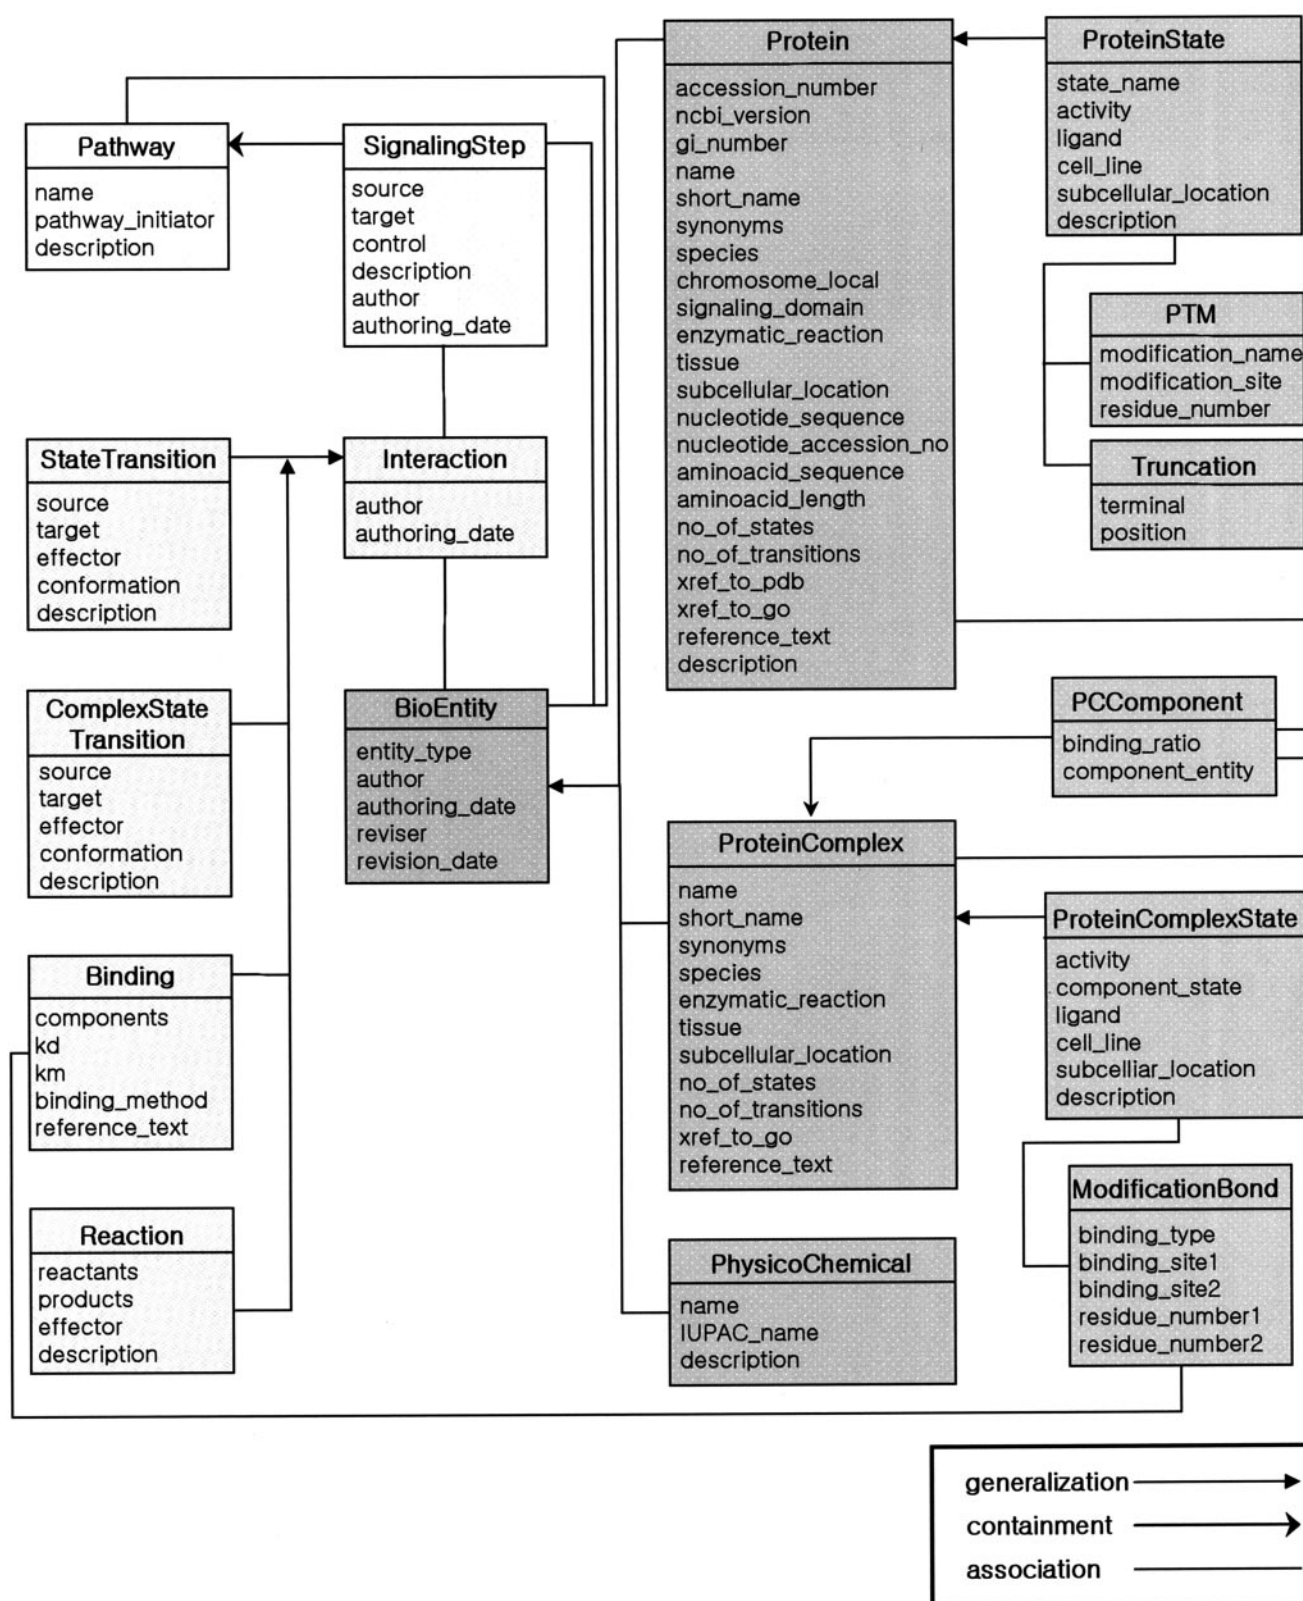 Pathway
name
pathway_initiator
description
SignalingStep
source
target
control
description
author
authoring_date
StateTransition
source
target
effector
conformation
description
Interaction
author
authoring_date
ComplexState
Transition
source
target
effector
conformation
description
BioEntity
entity_type
author
authoring_date
reviser
revision_date
Binding
components
kd
km
binding_method
reference_text
Reaction
reactants
products
effector
description
Protein
accession_number
ncbi_version
gi_number
name
short_name
synonyms
species
chromosome_local
signaling_domain
enzymatic_reaction
tissue
subcellular_location
nucleotide_sequence
nucleotide_accession_no
aminoacid_sequence
aminoacid_length
no_of_states
no_of_transitions
xref_to_pdb
xref_to_go
reference_text
description
ProteinState
state_name
activity
ligand
cell_line
subcellular_location
description
PTM
modification_name
modification_site
residue_number
Truncation
terminal
position
PCComponent
binding_ratio
component_entity
ProteinComplex
name
short_name
synonyms
species
enzymatic_reaction
tissue
subcellular_location
no_of_states
no_of_transitions
xref_to_go
reference_text
ProteinComplexState
activity
component_state
ligand
cell_line
subcelliar_location
description
ModificationBond
binding_type
binding_site1
binding_site2
residue_number1
residue_number2
PhysicoChemical
name
IUPAC_name
description
generalization
containment
association